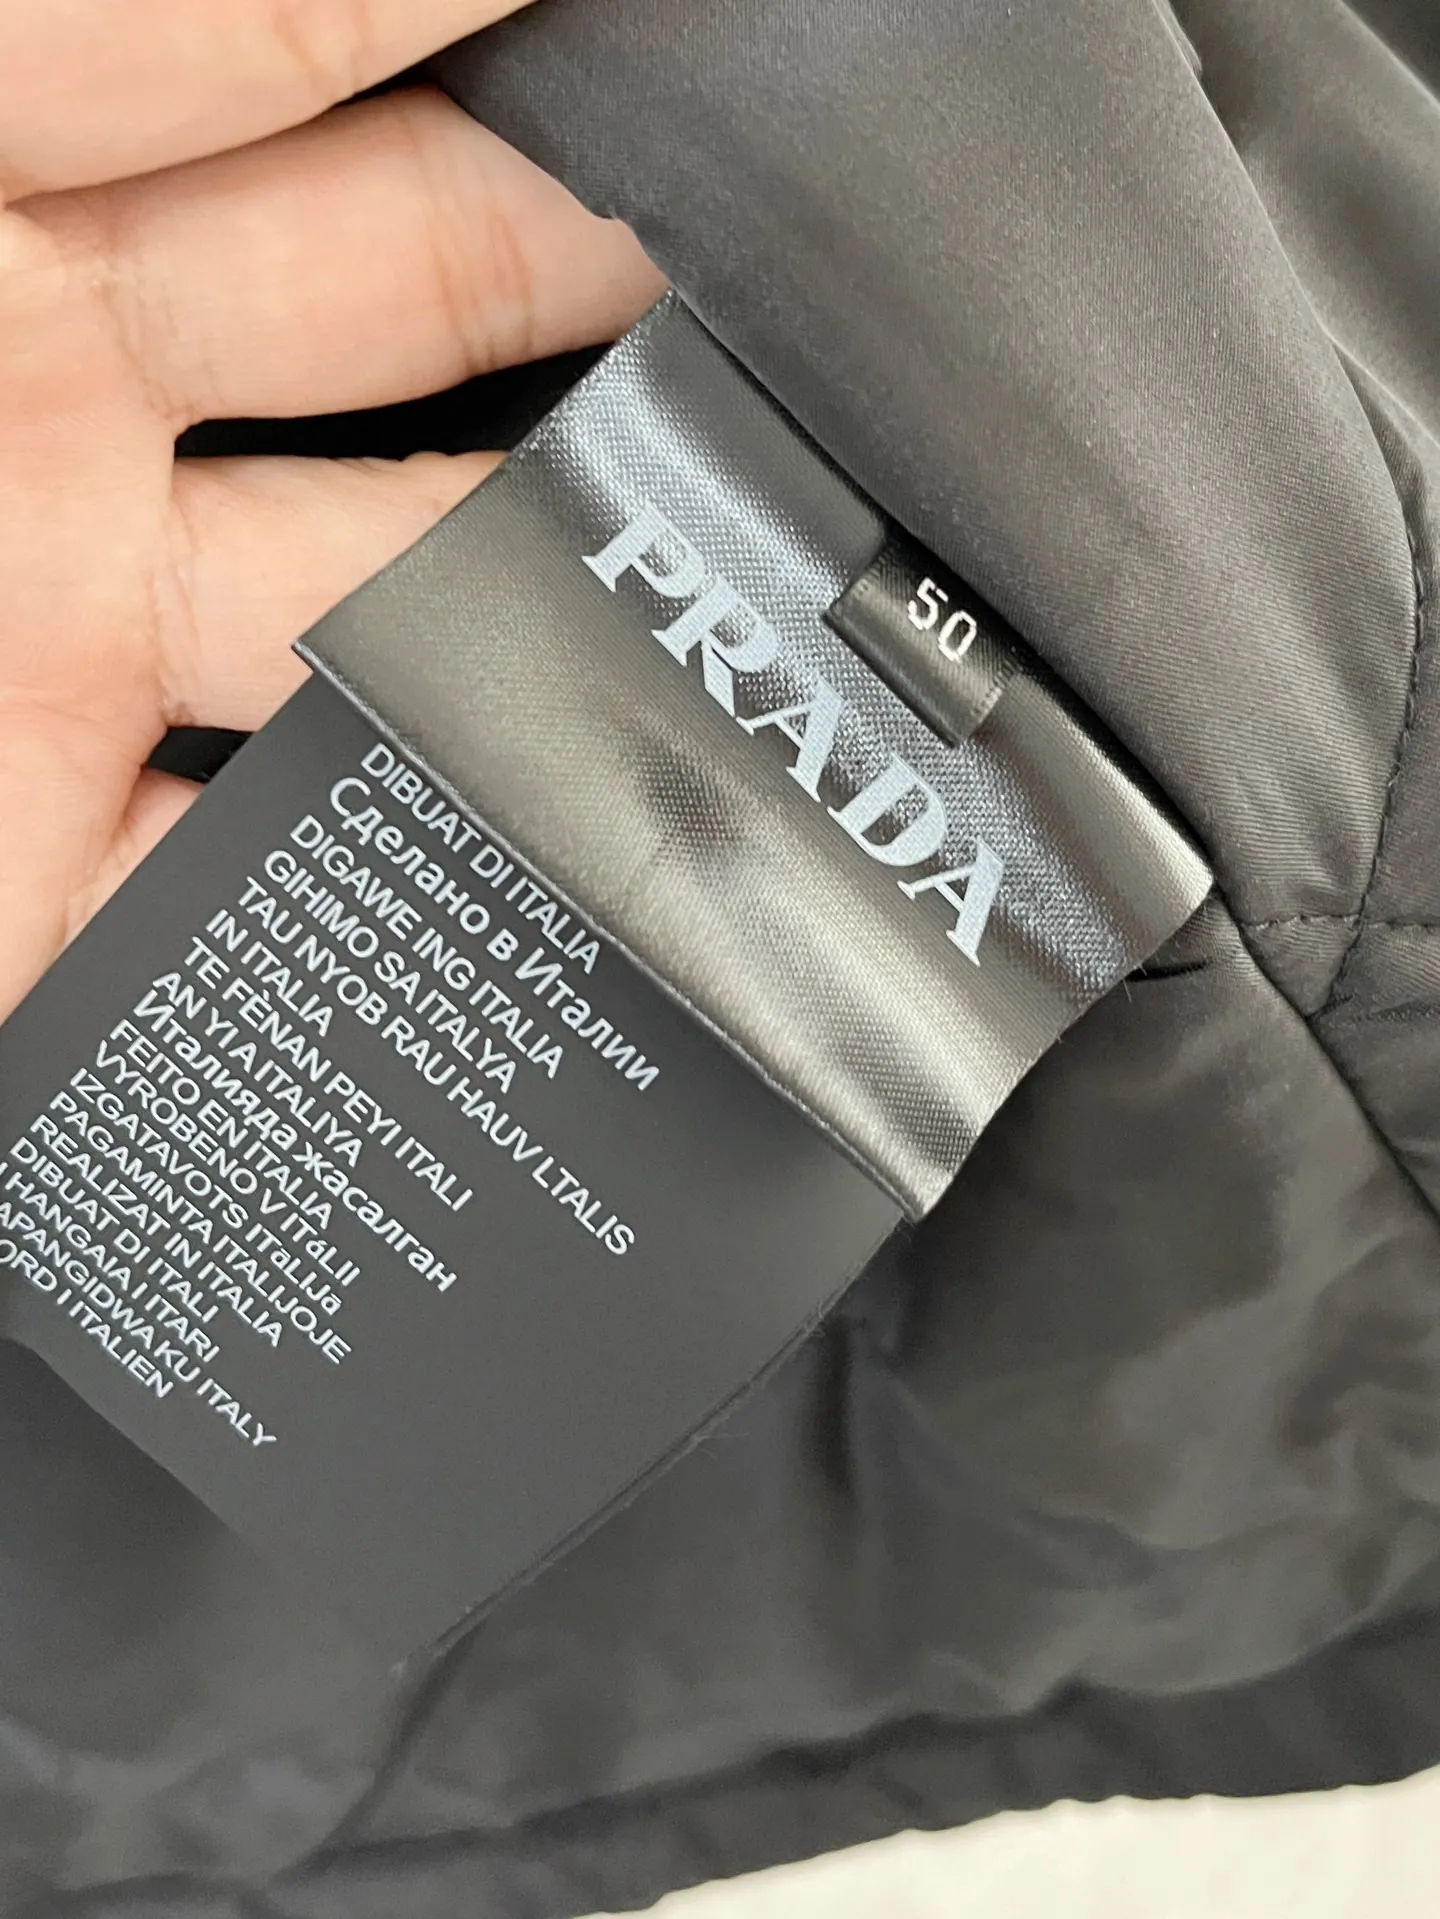 50
PRADA
DIBUAT DI ITALIA
Сделано в Италии
DIGAWE ING ITALIA
GIHIMO SA ITALYA
TAU NYOB RAU HAUV LTALIS
IN ITALIA
TE FÈNAN PEYI ITALI
AN YI A ITALIYA
Италияда жасалган
FEITO EN ITALIA
VYROBENO V ITáLII
IZGATAVOTS ITāLIJā
PAGAMINTA ITALIJOJE
REALIZAT IN ITALIA
DIBUAT DI ITALI
I HANGAIA I ITARI
APANGIDWA KU ITALY
ORD I ITALIEN